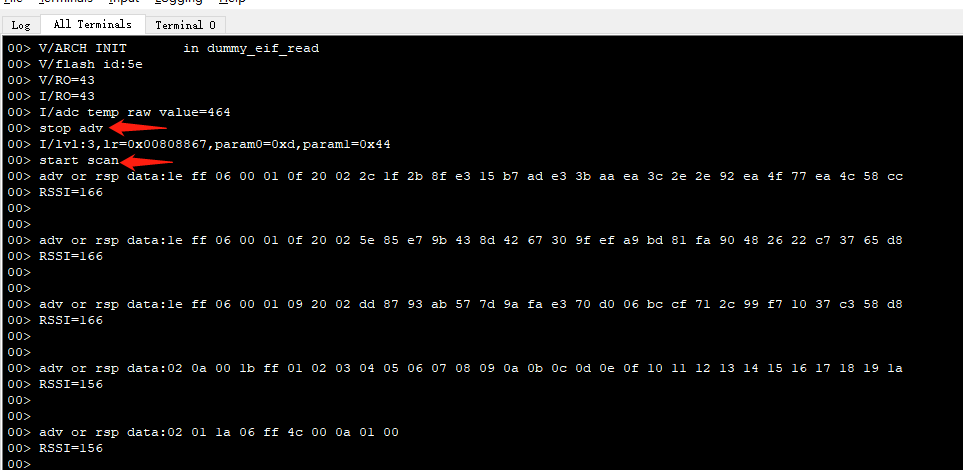 File View Terminals Input Logging Help
Log All Terminals Terminal 0
00> V/ARCH INIT in dummy_eif_read
00> V/flash id:5e
00> V/RO=43
00> I/RO=43
00> I/adc temp raw value=464
00> stop adv
00> I/lvl:3,lr=0x00808867,param0=0xd,param1=0x44
00> start scan
00> adv or rsp data:1e ff 06 00 01 0f 20 02 2c 1f 2b 8f e3 15 b7 ad e3 3b aa ea 3c 2e 2e 92 ea 4f 77 ea 4c 58 cc
00> RSSI=166
00>
00>
00> adv or rsp data:1e ff 06 00 01 0f 20 02 5e 85 e7 9b 43 8d 42 67 30 9f ef a9 bd 81 fa 90 48 26 22 c7 37 65 d8
00> RSSI=166
00>
00>
00> adv or rsp data:1e ff 06 00 01 09 20 02 dd 87 93 ab 57 7d 9a fa e3 70 d0 06 bc cf 71 2c 99 f7 10 37 c3 58 d8
00> RSSI=166
00>
00>
00> adv or rsp data:02 0a 00 1b ff 01 02 03 04 05 06 07 08 09 0a 0b 0c 0d 0e 0f 10 11 12 13 14 15 16 17 18 19 1a
00> RSSI=156
00>
00>
00> adv or rsp data:02 01 1a 06 ff 4c 00 0a 01 00
00> RSSI=156
00>